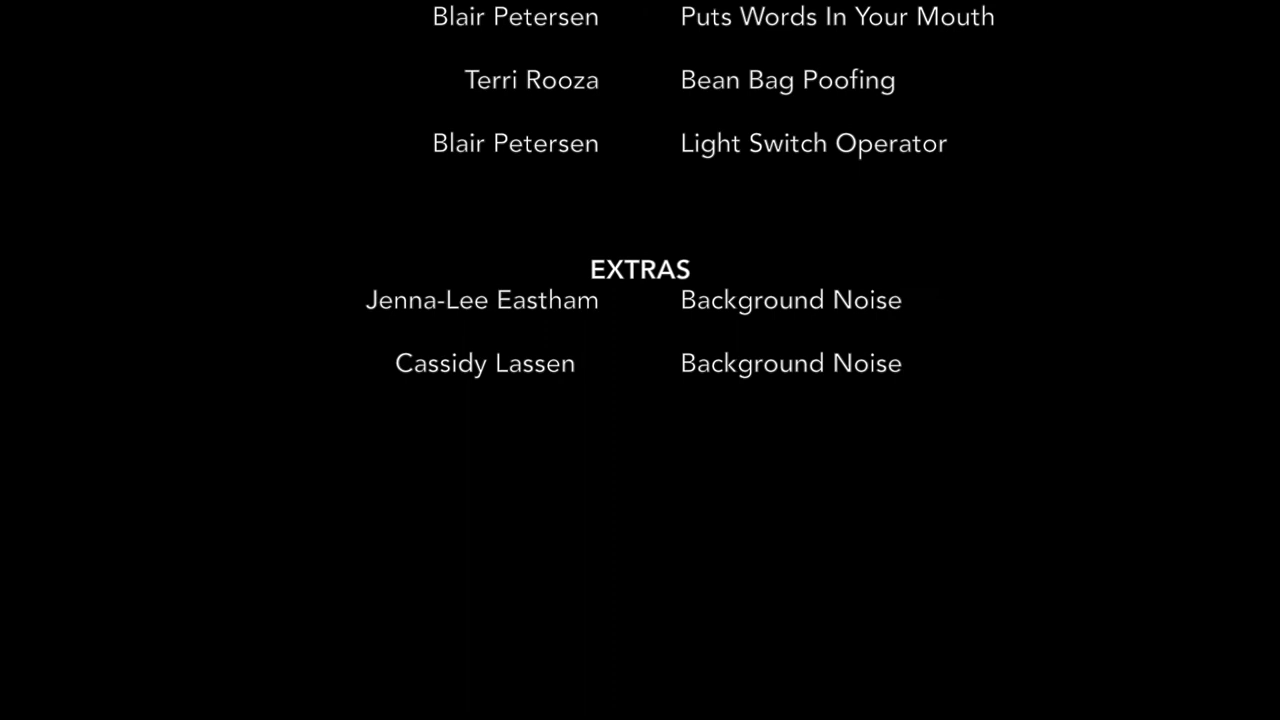 Blair Petersen Puts Words In Your Mouth
Terri Rooza Bean Bag Poofing
Blair Petersen Light Switch Operator
EXTRAS
Jenna-Lee Eastham Background Noise
Cassidy Lassen Background Noise